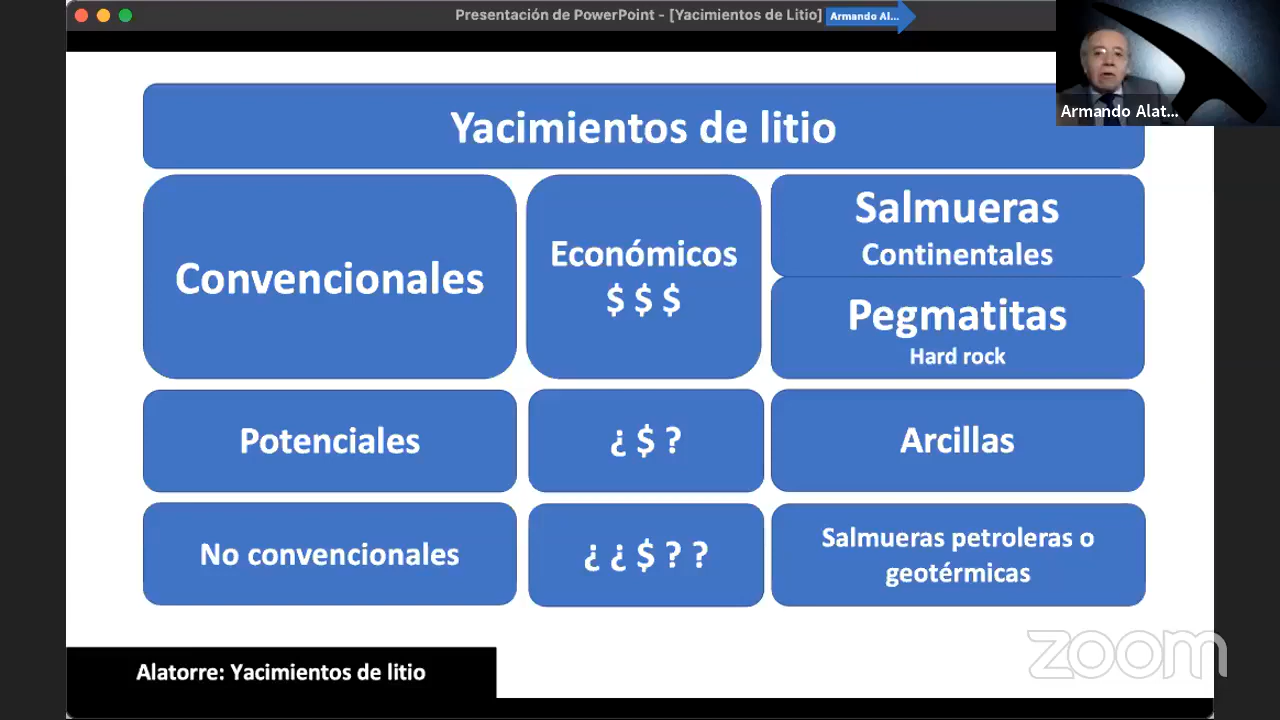 Presentación de PowerPoint - [Yacimientos de Litio]
Armando Al...
Armando Alat...
Yacimientos de litio
Convencionales
Económicos
$ $ $
Salmueras
Continentales
Pegmatitas
Hard rock
Potenciales
¿ $ ?
Arcillas
No convencionales
¿ ¿ $ ? ?
Salmueras petroleras o
geotérmicas
zoom
Alatorre: Yacimientos de litio